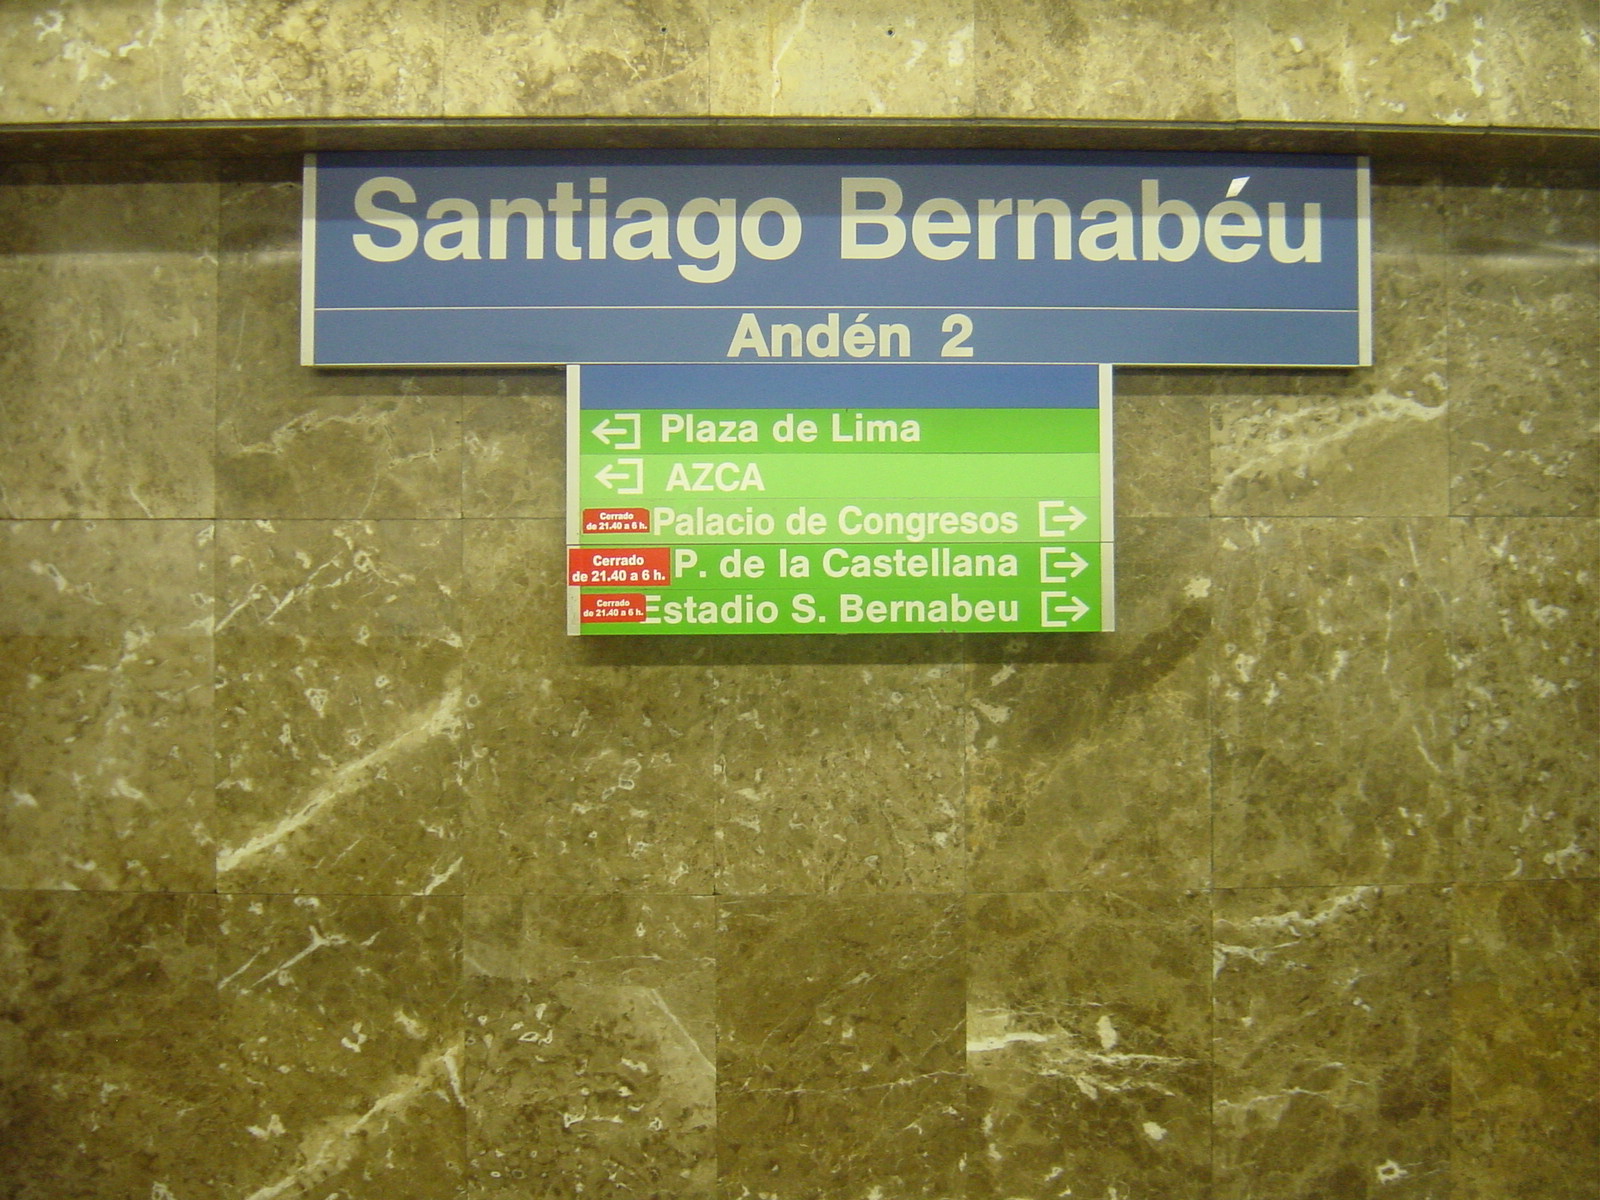 Santiago Bernabéu
Andén 2
Plaza de Lima
AZCA
Cerrado
de 21.40 a 6 h.
Palacio de Congresos
Cerrado
de 21.40 a 6 h.
P. de la Castellana
Cerrado
de 21.40 a 6 h.
Estadio S. Bernabeu